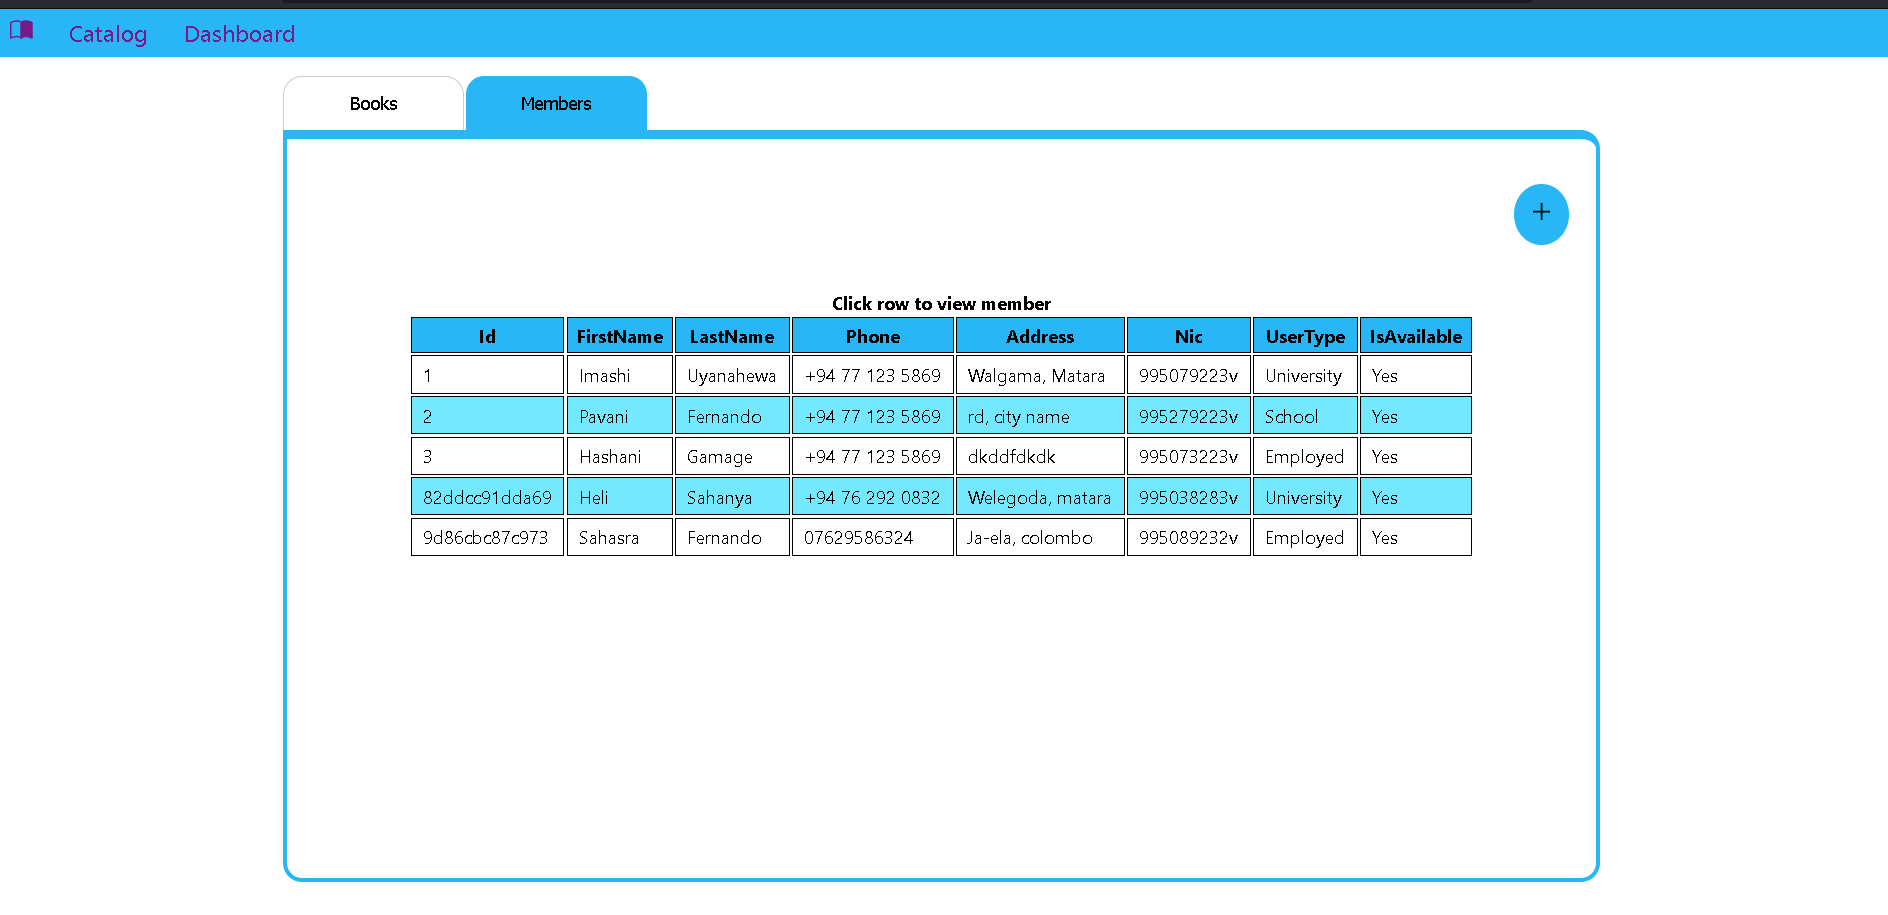 Catalog Dashboard
Books Members
+
Click row to view member
Id FirstName LastName Phone Address Nic UserType IsAvailable
1 Imashi Uyanahewa +94 77 123 5869 Walgama, Matara 995079223v University Yes
2 Pavani Fernando +94 77 123 5869 rd, city name 995279223v School Yes
3 Hashani Gamage +94 77 123 5869 dkddfdkdk 995073223v Employed Yes
82ddcc91dda69 Heli Sahanya +94 76 292 0832 Welegoda, matara 995038283v University Yes
9d86cbc87c973 Sahasra Fernando 07629586324 Ja-ela, colombo 995089232v Employed Yes